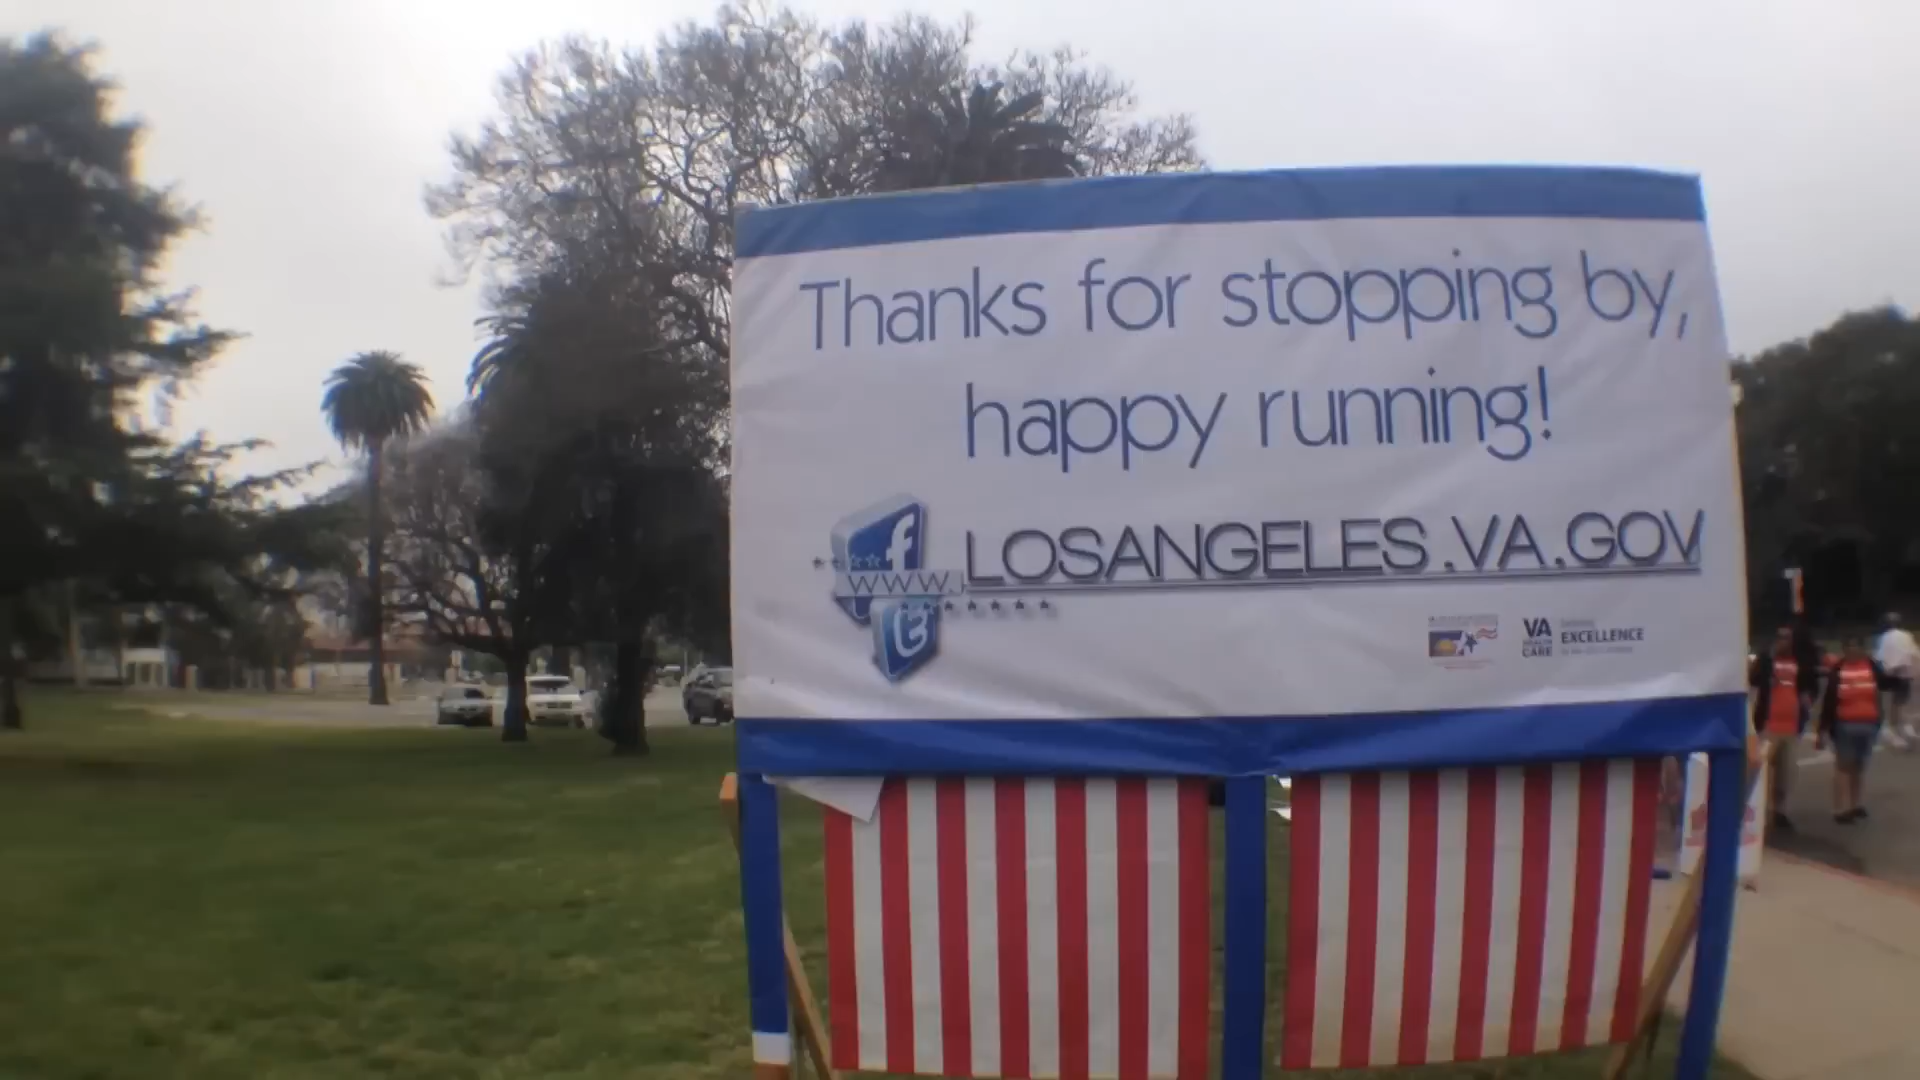 Thanks for stopping by,
happy running!
f
WWW.LOSANGELES.VA.GOV
t
VA
HEALTH
CARE
EXCELLENCE